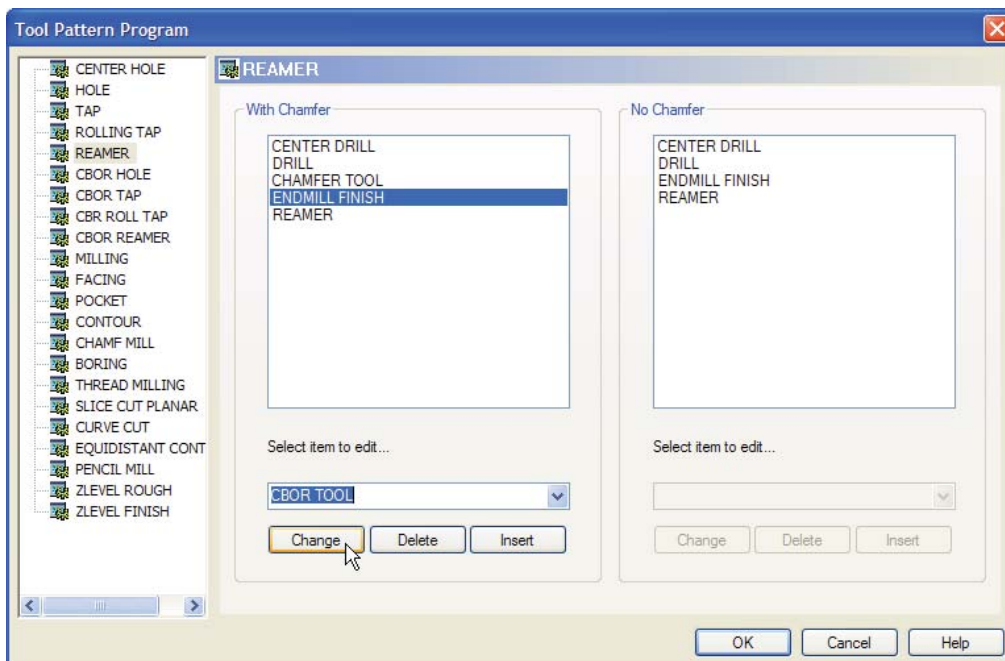 Tool Pattern Program
CENTER HOLE
HOLE
TAP
ROLLING TAP
REAMER
CBOR HOLE
CBOR TAP
CBR ROLL TAP
CBOR REAMER
MILLING
FACING
POCKET
CONTOUR
CHAMF MILL
BORING
THREAD MILLING
SLICE CUT PLANAR
CURVE CUT
EQUIDISTANT CONT
PENCIL MILL
ZLEVEL ROUGH
ZLEVEL FINISH
REAMER
With Chamfer
CENTER DRILL
DRILL
CHAMFER TOOL
ENDMILL FINISH
REAMER
Select item to edit...
CBOR TOOL
Change Delete Insert
No Chamfer
CENTER DRILL
DRILL
ENDMILL FINISH
REAMER
Select item to edit...
Change Delete Insert
OK Cancel Help